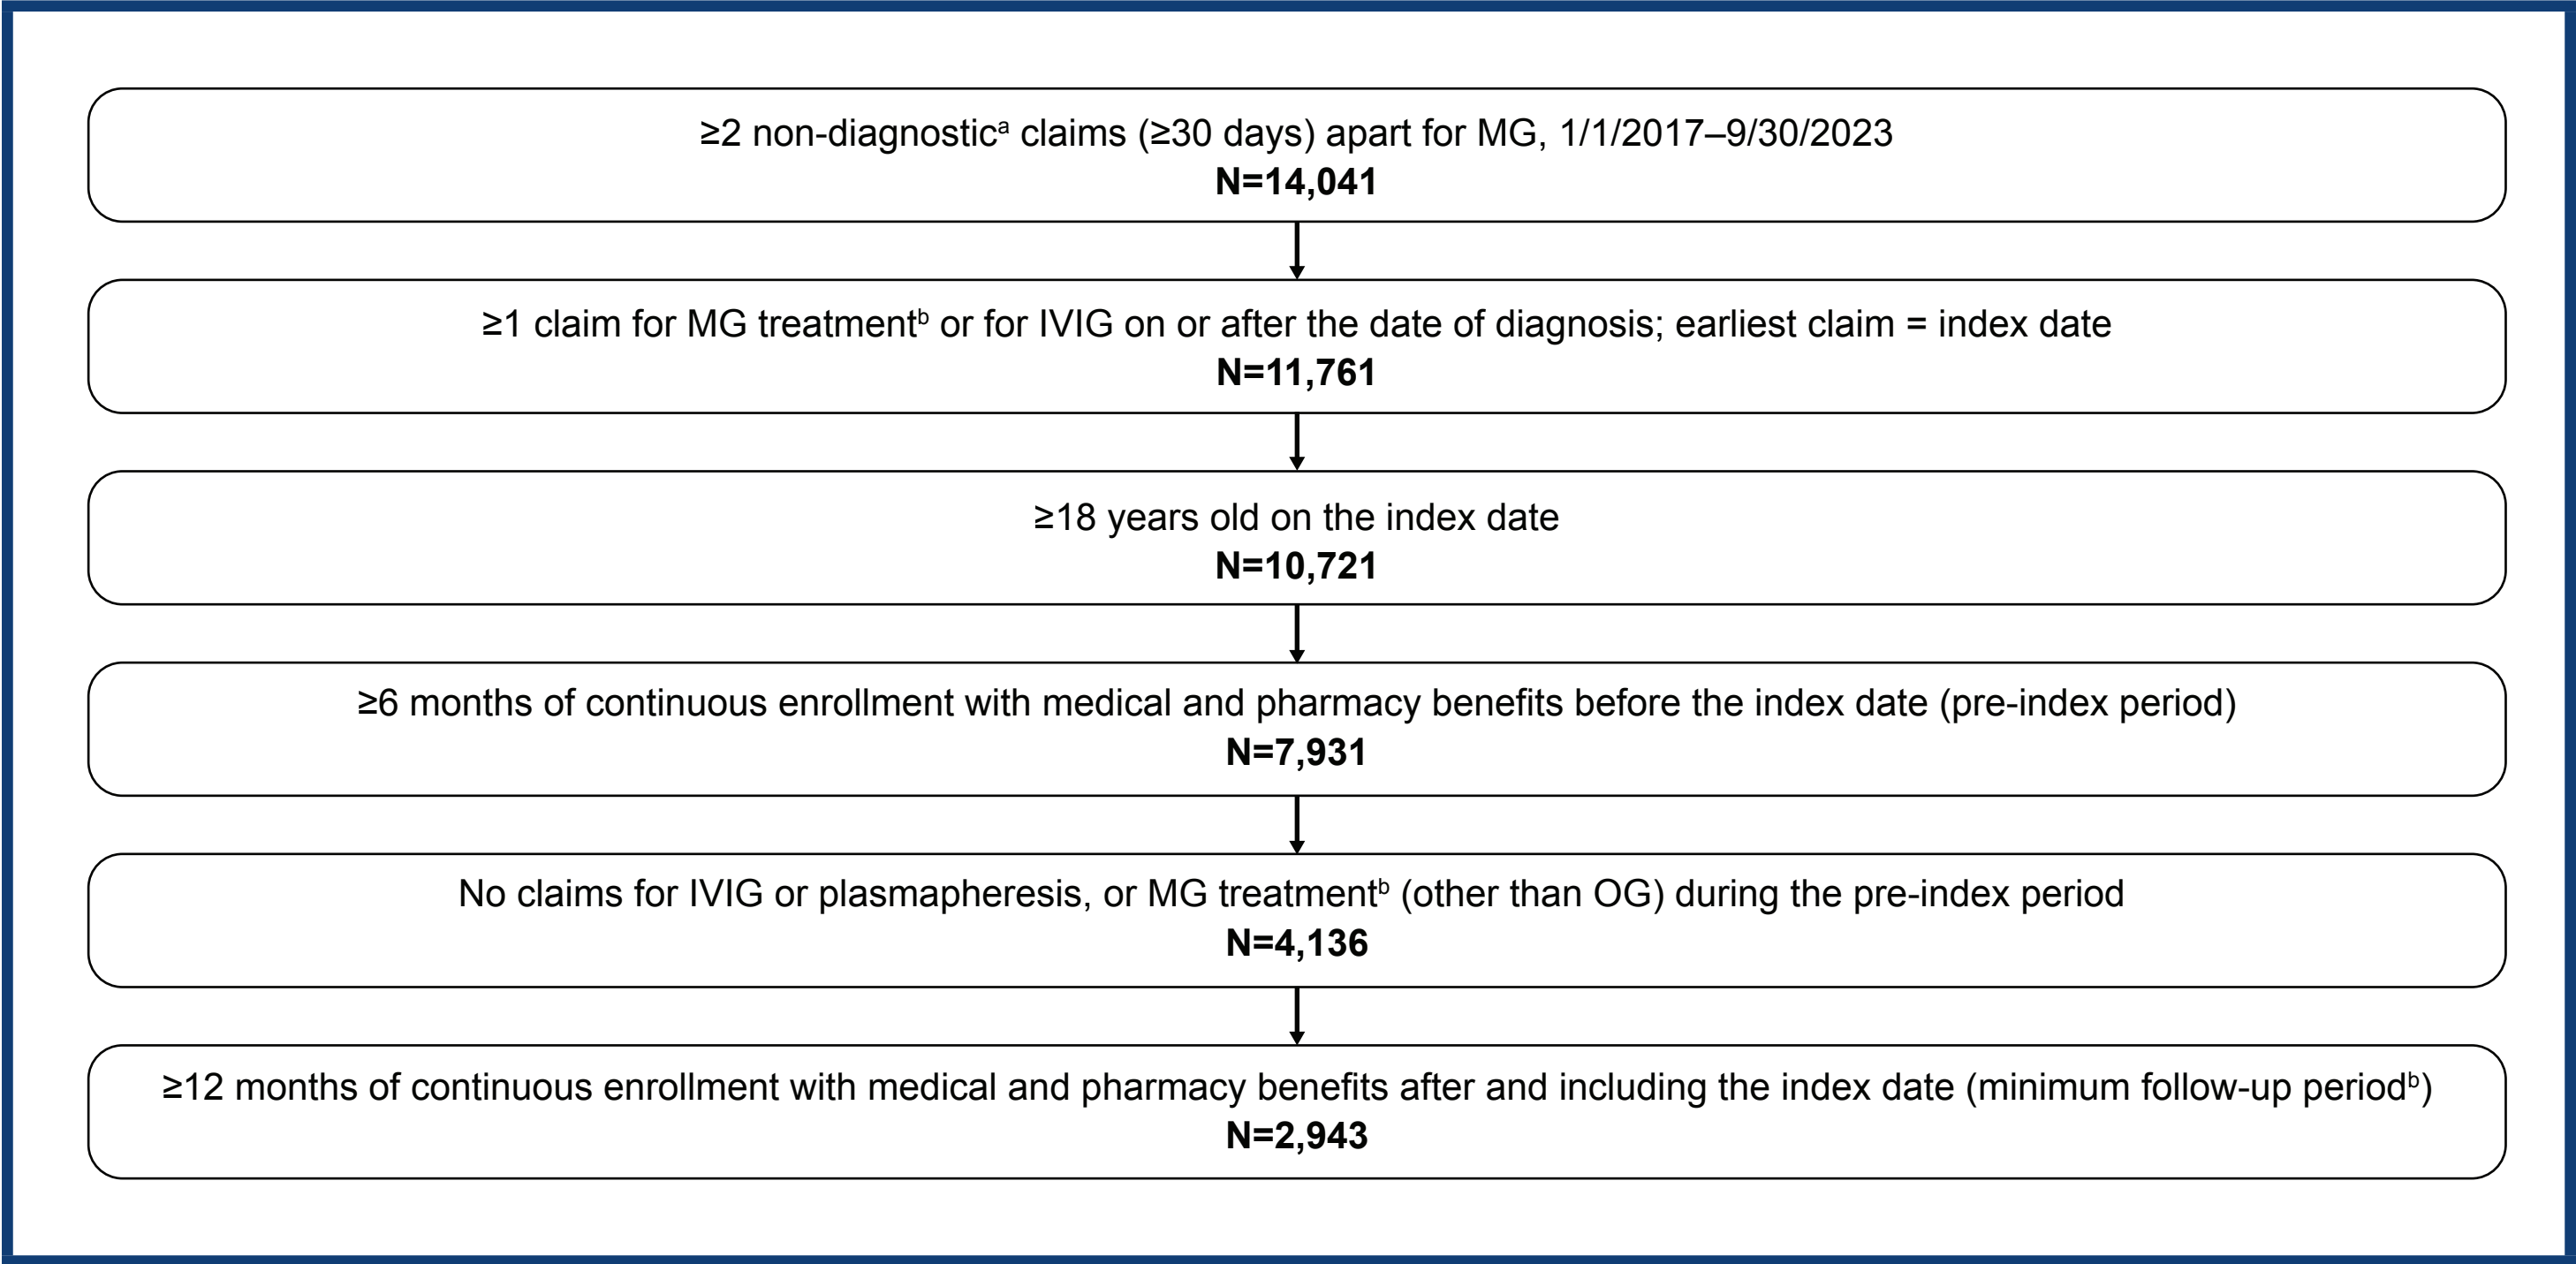 ≥2 non-diagnosticᵃ claims (≥30 days) apart for MG, 1/1/2017–9/30/2023
N=14,041
≥1 claim for MG treatmentᵇ or for IVIG on or after the date of diagnosis; earliest claim = index date
N=11,761
≥18 years old on the index date
N=10,721
≥6 months of continuous enrollment with medical and pharmacy benefits before the index date (pre-index period)
N=7,931
No claims for IVIG or plasmapheresis, or MG treatmentᵇ (other than OG) during the pre-index period
N=4,136
≥12 months of continuous enrollment with medical and pharmacy benefits after and including the index date (minimum follow-up periodᵇ)
N=2,943